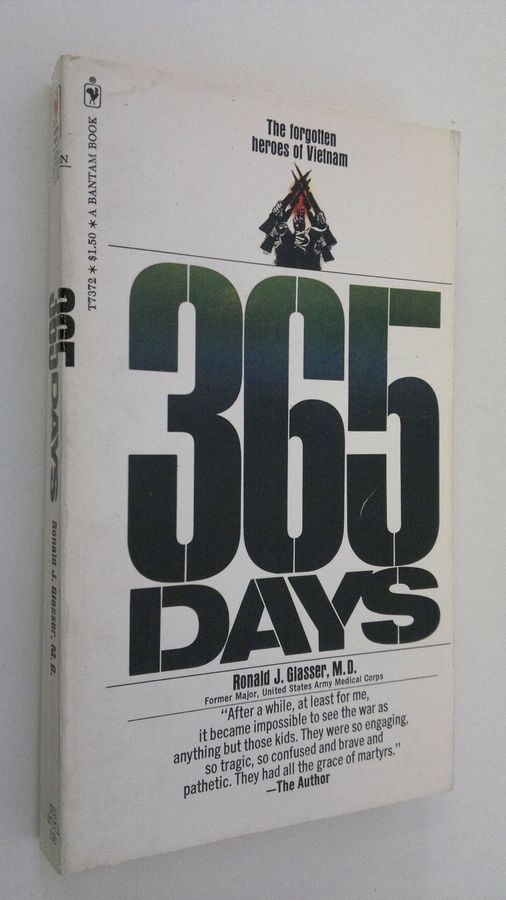 T7372 * $1.50 * A BANTAM BOOK
The forgotten
heroes of Vietnam
365
DAYS
Ronald J. Glasser, M.D.
Former Major, United States Army Medical Corps
“After a while, at least for me,
it became impossible to see the war as
anything but those kids. They were so engaging,
so tragic, so confused and brave and
pathetic. They had all the grace of martyrs.”
—The Author
365 DAYS Ronald J. Glasser, M.D.